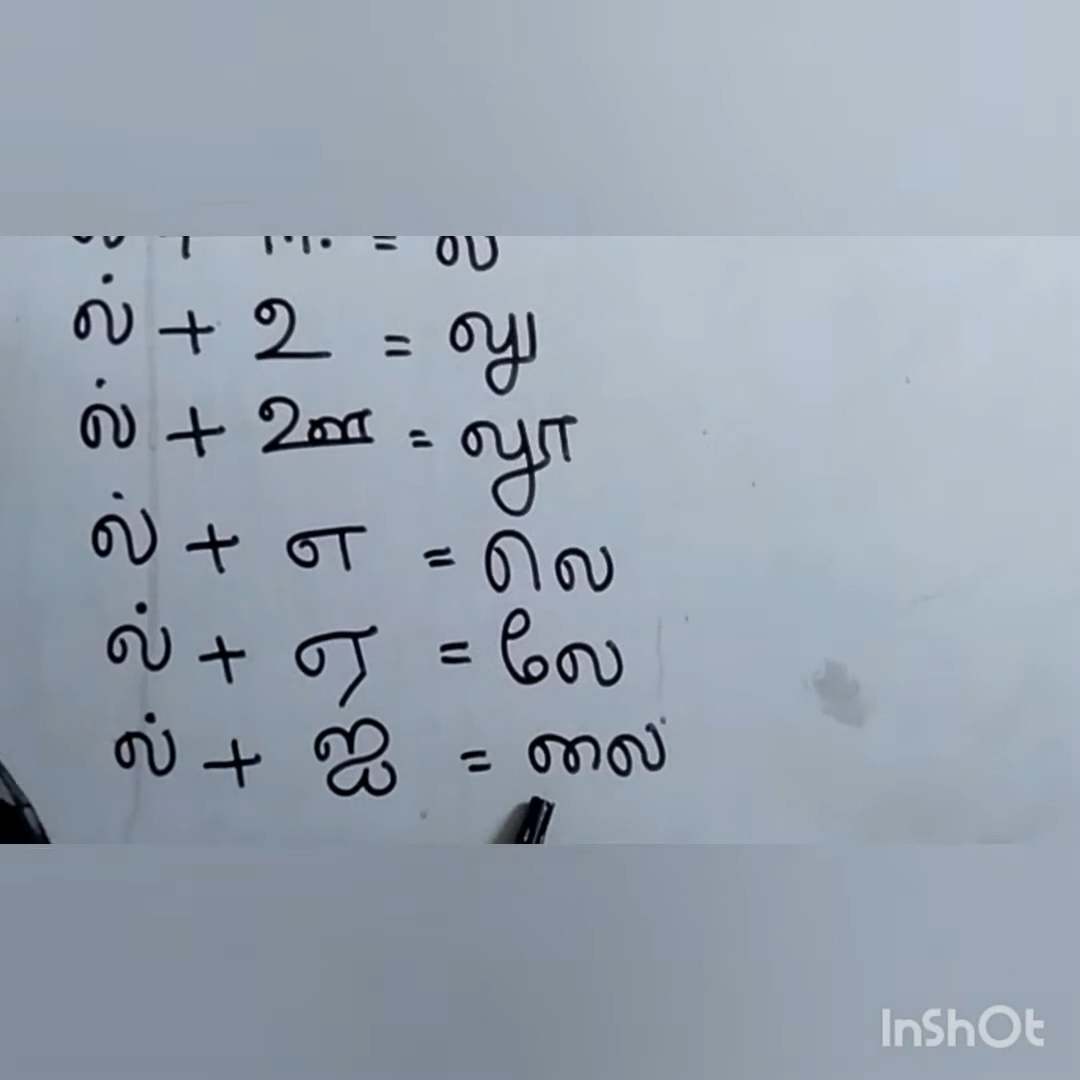 ல் + உ = லு
ல் + ஊ = லூ
ல் + எ = லெ
ல் + ஏ = லே
ல் + ஐ = லை
InShOt